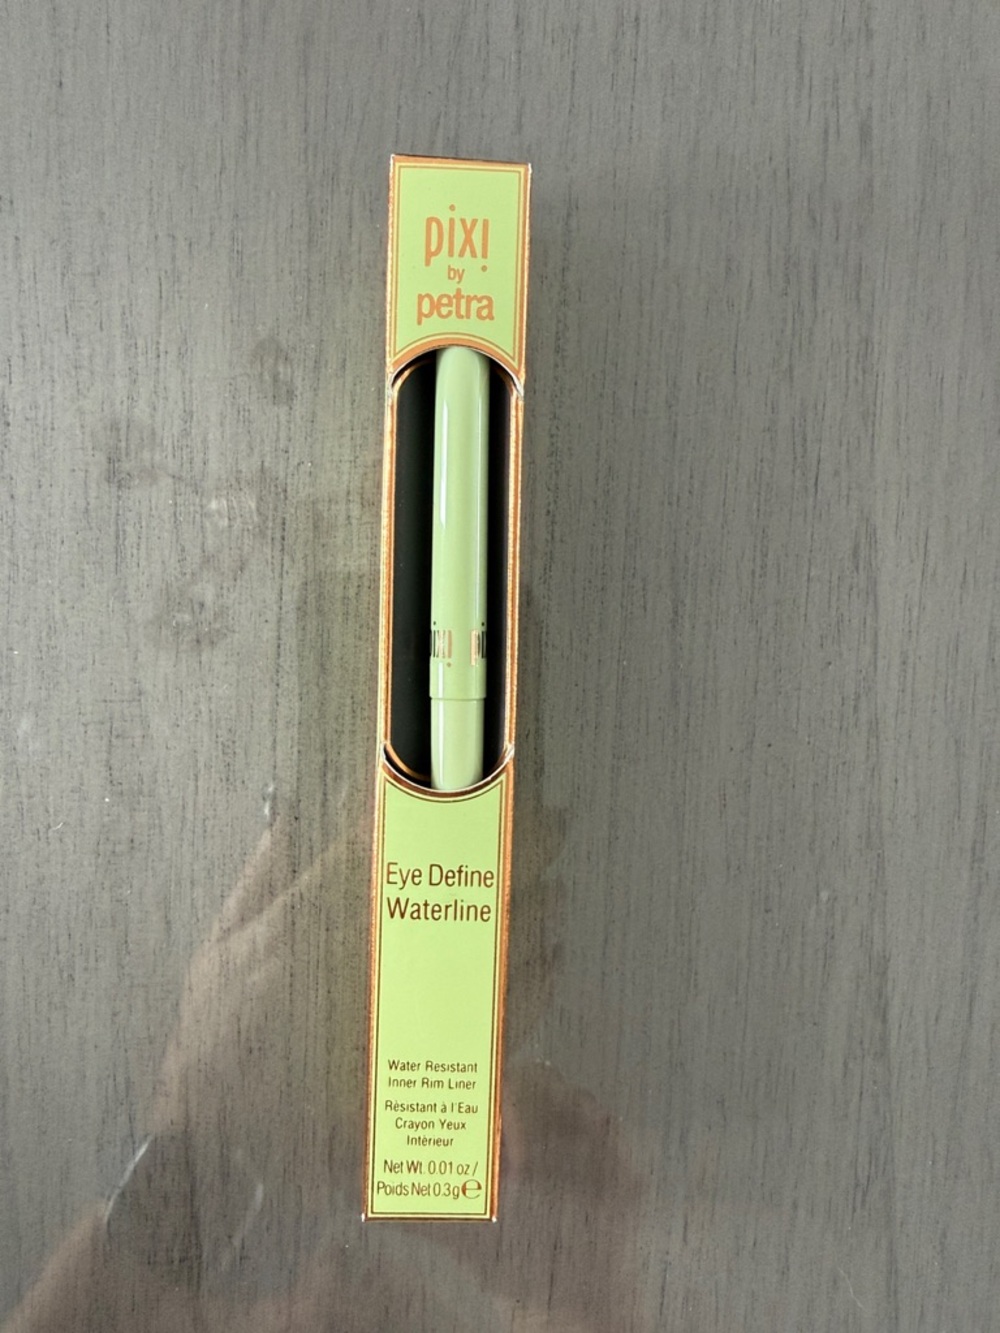 pixi
by
petra
pixi pi
Eye Define
Waterline
Water Resistant
Inner Rim Liner
Rèsistant à l'Eau
Crayon Yeux
Intèrieur
Net Wt. 0.01 oz /
Poids Net 0.3g ℮